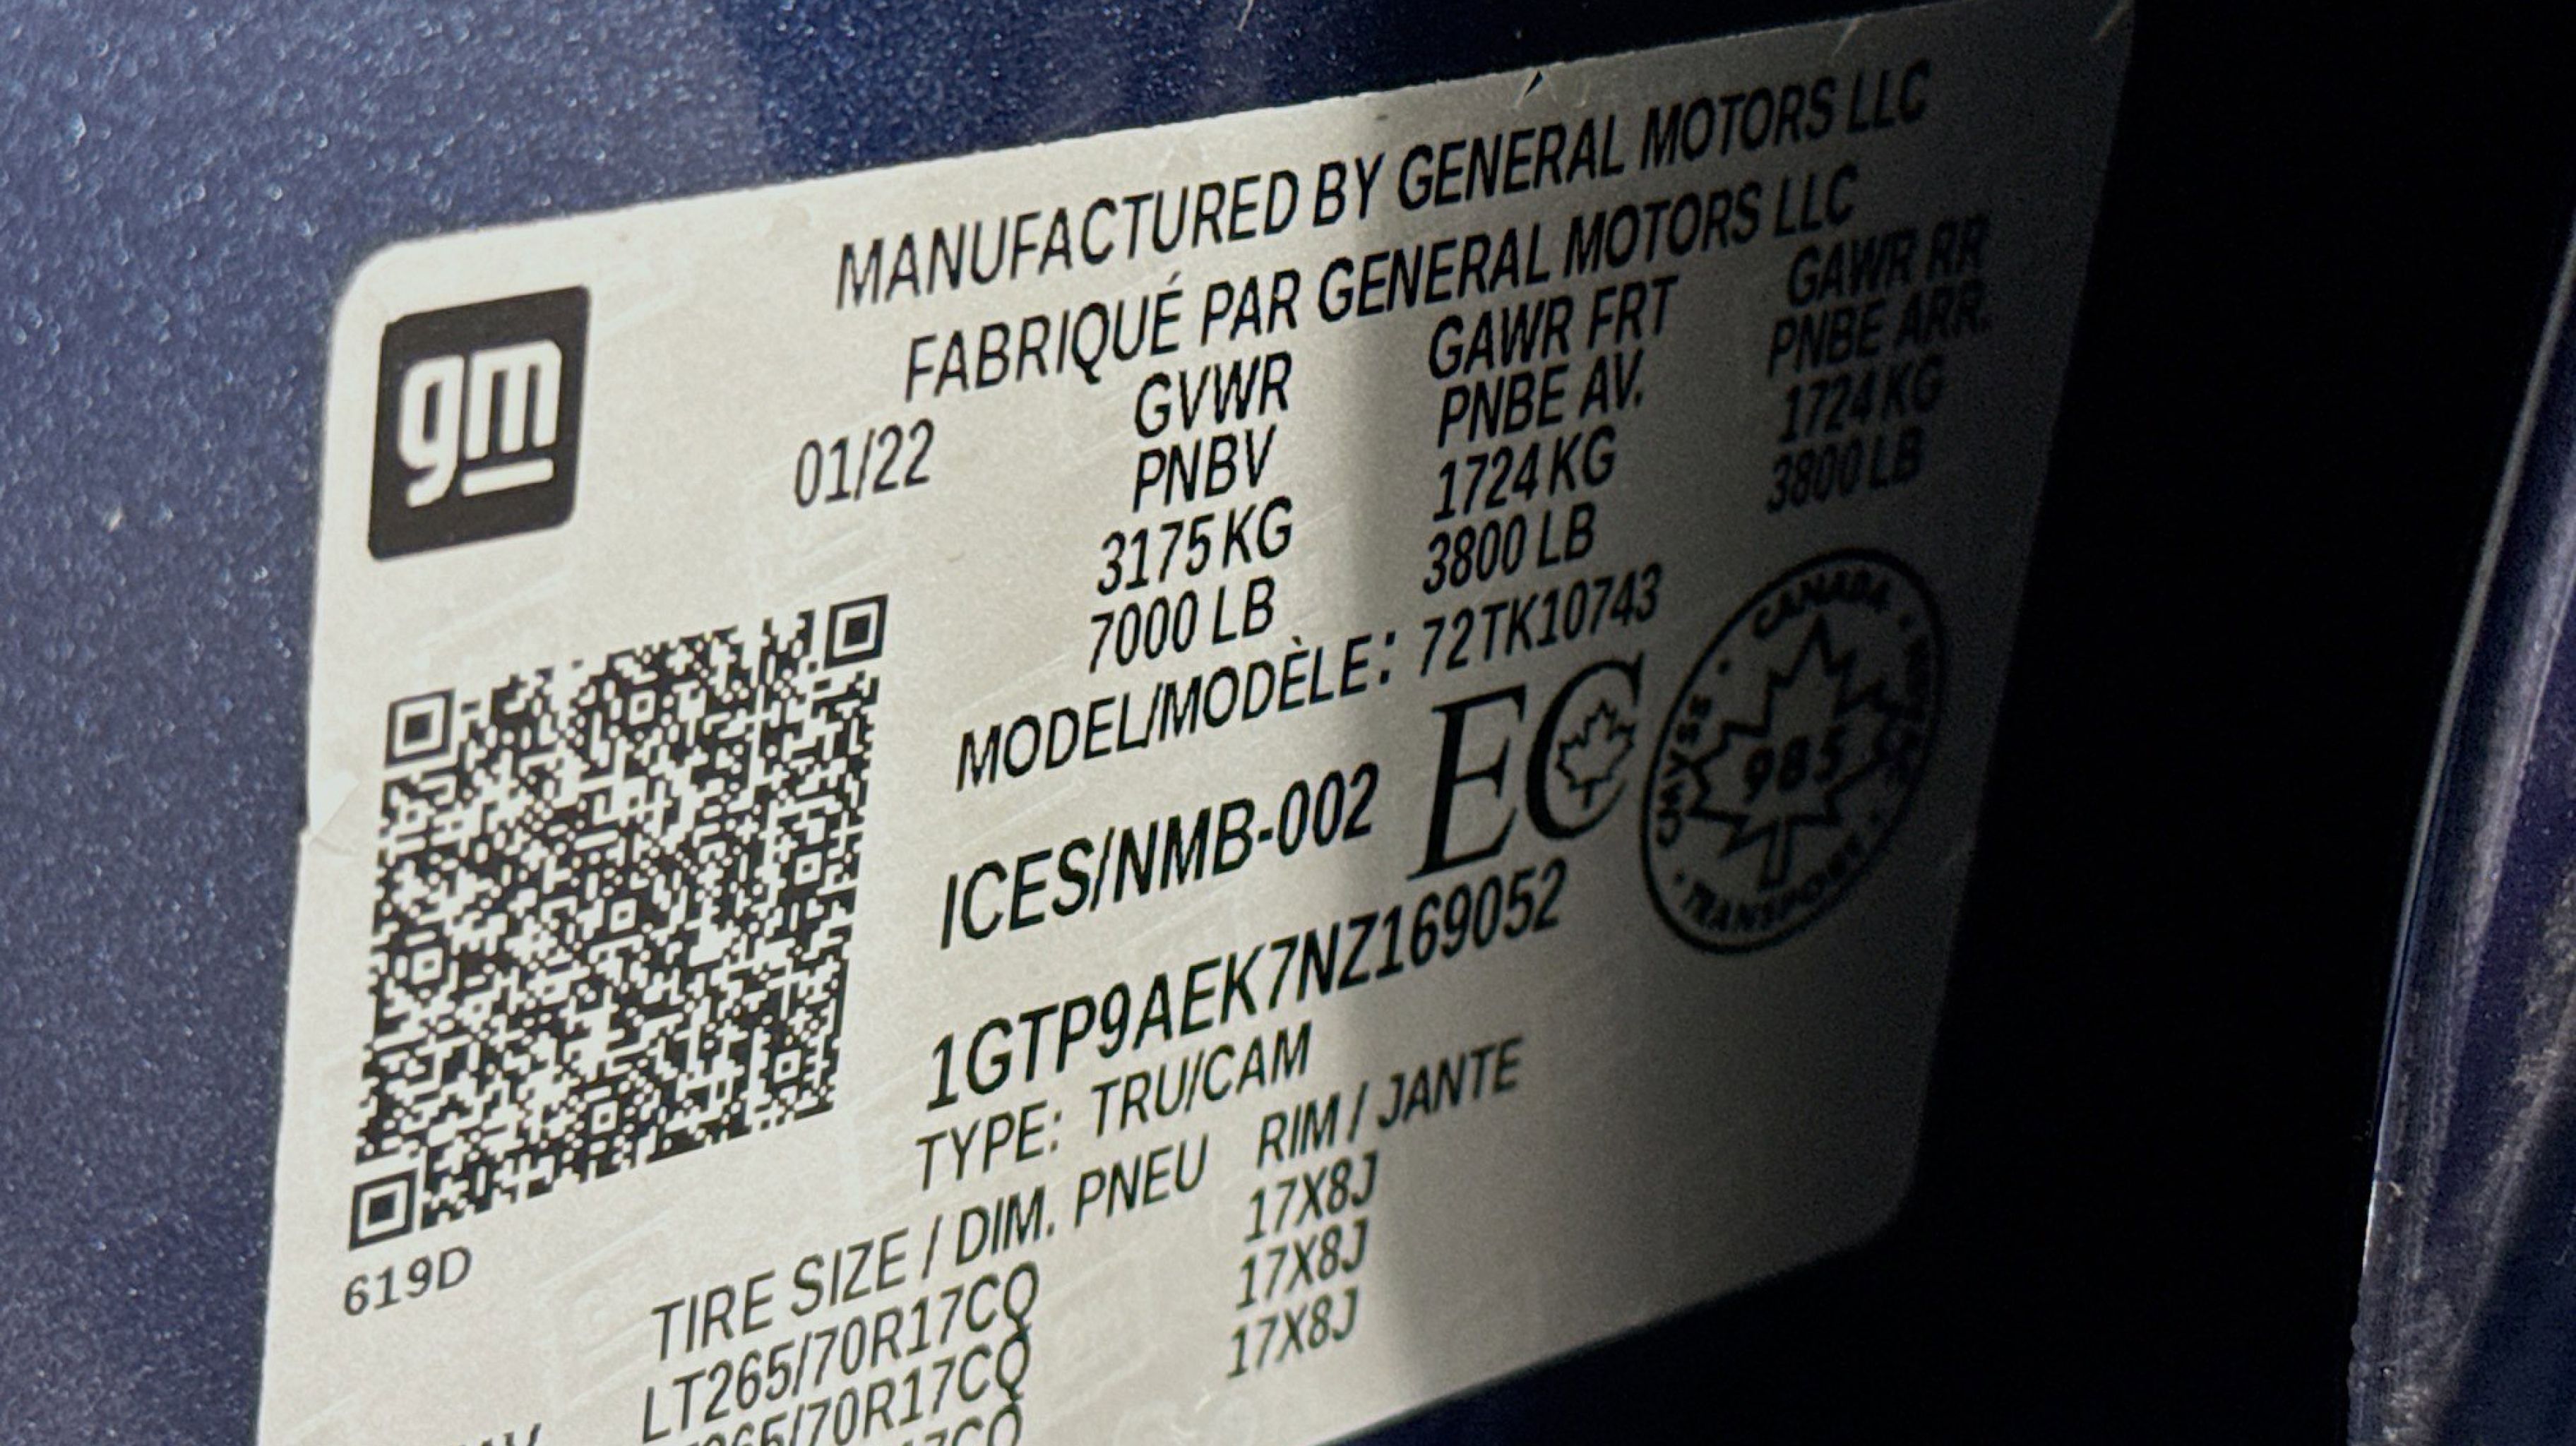 MANUFACTURED BY GENERAL MOTORS LLC
FABRIQUÉ PAR GENERAL MOTORS LLC
gm
01/22
GVWR GAWR FRT GAWR RR
PNBV PNBE AV. PNBE ARR.
3175 KG 1724 KG 1724 KG
7000 LB 3800 LB 3800 LB
MODEL/MODÈLE: 72TK10743
ICES/NMB-002 EC
CANADA
985
TRANSPORT
1GTP9AEK7NZ169052
TYPE: TRU/CAM
619D
TIRE SIZE / DIM. PNEU RIM / JANTE
LT265/70R17CQ 17X8J
265/70R17CQ 17X8J
17CQ 17X8J